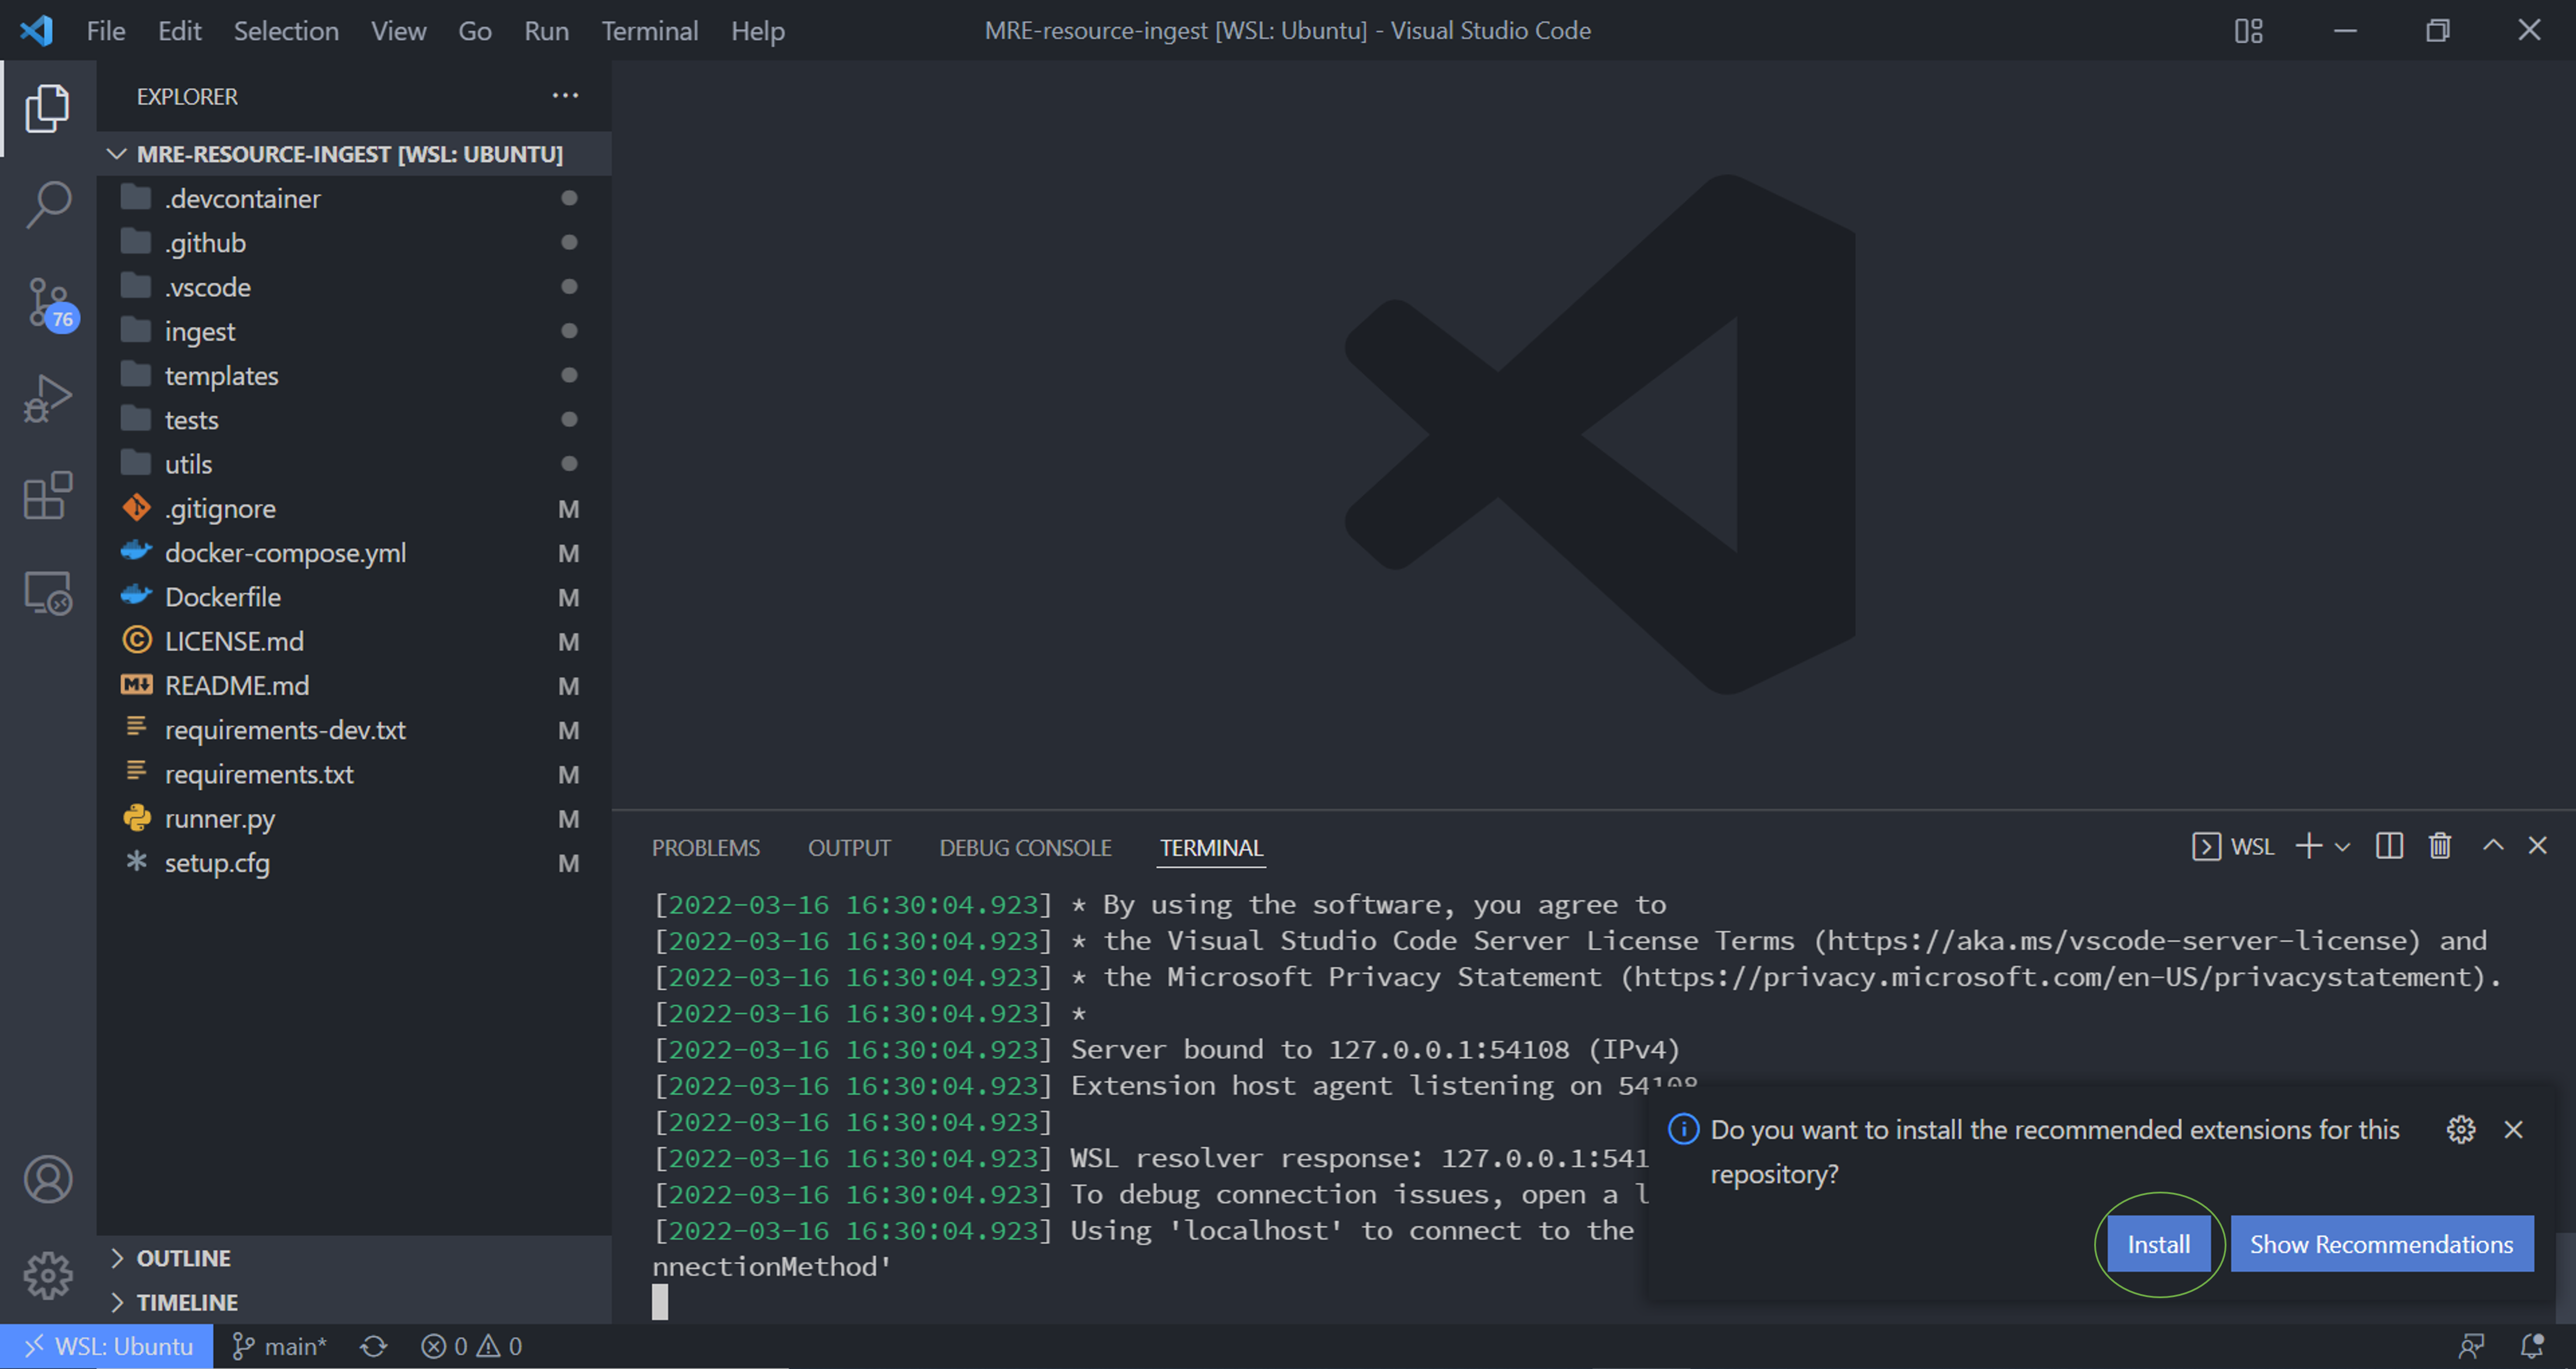 File Edit Selection View Go Run Terminal Help
MRE-resource-ingest [WSL: Ubuntu] - Visual Studio Code
EXPLORER
MRE-RESOURCE-INGEST [WSL: UBUNTU]
.devcontainer
.github
.vscode
76
ingest
templates
tests
utils
.gitignore M
docker-compose.yml M
Dockerfile M
LICENSE.md M
README.md M
requirements-dev.txt M
requirements.txt M
runner.py M
setup.cfg M
OUTLINE
TIMELINE
PROBLEMS OUTPUT DEBUG CONSOLE TERMINAL
WSL
[2022-03-16 16:30:04.923] * By using the software, you agree to
[2022-03-16 16:30:04.923] * the Visual Studio Code Server License Terms (https://aka.ms/vscode-server-license) and
[2022-03-16 16:30:04.923] * the Microsoft Privacy Statement (https://privacy.microsoft.com/en-US/privacystatement).
[2022-03-16 16:30:04.923] *
[2022-03-16 16:30:04.923] Server bound to 127.0.0.1:54108 (IPv4)
[2022-03-16 16:30:04.923] Extension host agent listening on 54108
[2022-03-16 16:30:04.923]
[2022-03-16 16:30:04.923] WSL resolver response: 127.0.0.1:541
[2022-03-16 16:30:04.923] To debug connection issues, open a l
[2022-03-16 16:30:04.923] Using 'localhost' to connect to the
nnectionMethod'
Do you want to install the recommended extensions for this
repository?
Install Show Recommendations
WSL: Ubuntu main* 0 0